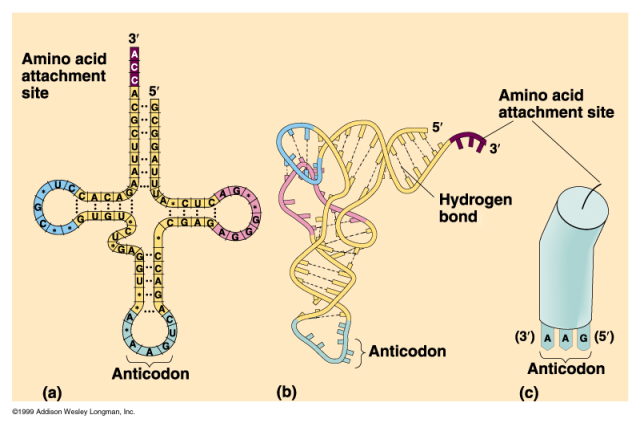 3′
Amino acid
attachment
site
5′
A
C
C
A
C
G
C
U
U
A
A
G
C
G
G
A
U
U
U
C
C
A
C
A
G
G
C
G
U
G
U
A
C
U
C
A
G
G
A
G
C
G
A
G
G
U
G
A
G
G
U
C
C
A
G
A
A
C
U
G
A
A
Anticodon
(a)
5′
3′
Hydrogen
bond
Anticodon
(b)
Amino acid
attachment site
(3′) A A G (5′)
Anticodon
(c)
©1999 Addison Wesley Longman, Inc.